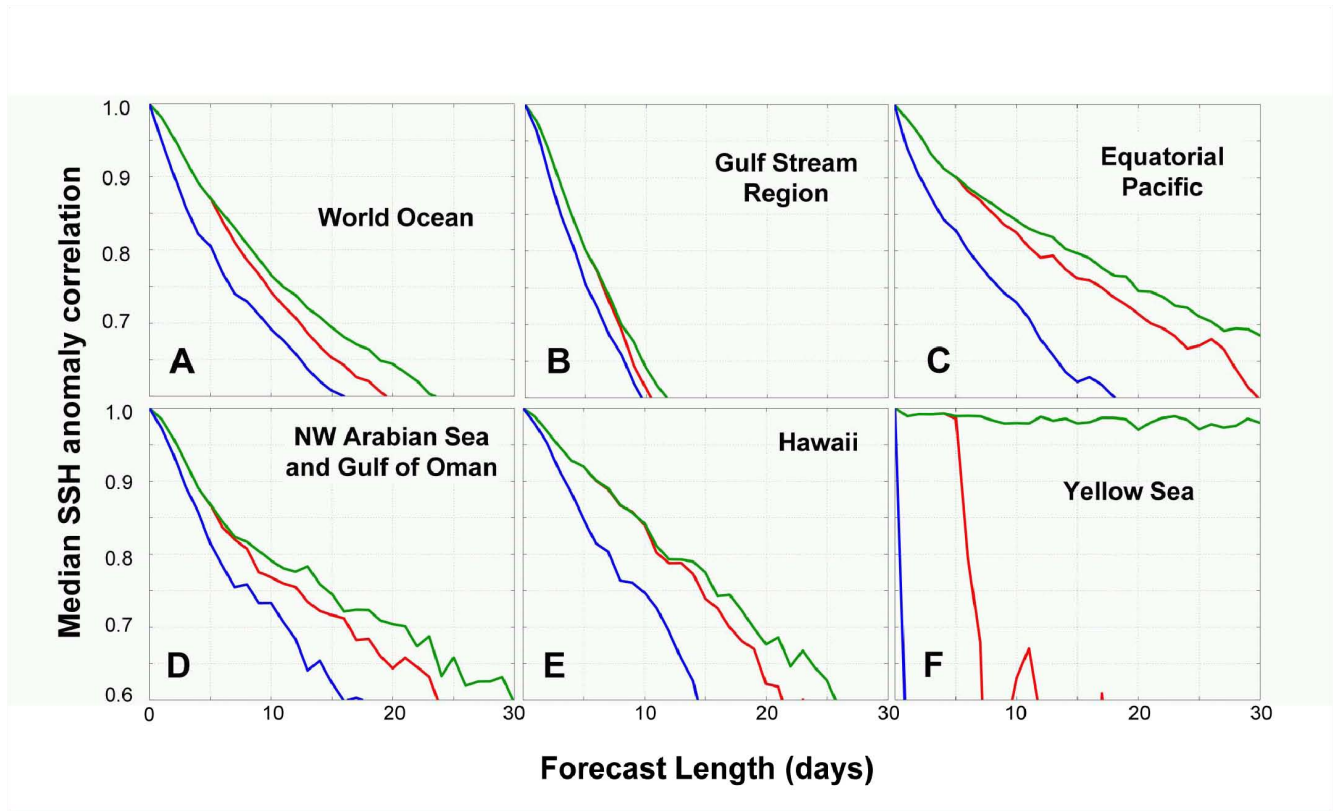 Median SSH anomaly correlation
1.0
0.9
0.8
0.7
World Ocean
A
Gulf Stream
Region
B
Equatorial
Pacific
C
1.0
0.9
0.8
0.7
0.6
NW Arabian Sea
and Gulf of Oman
D
Hawaii
E
Yellow Sea
F
0 10 20 30 10 20 30 10 20 30
Forecast Length (days)